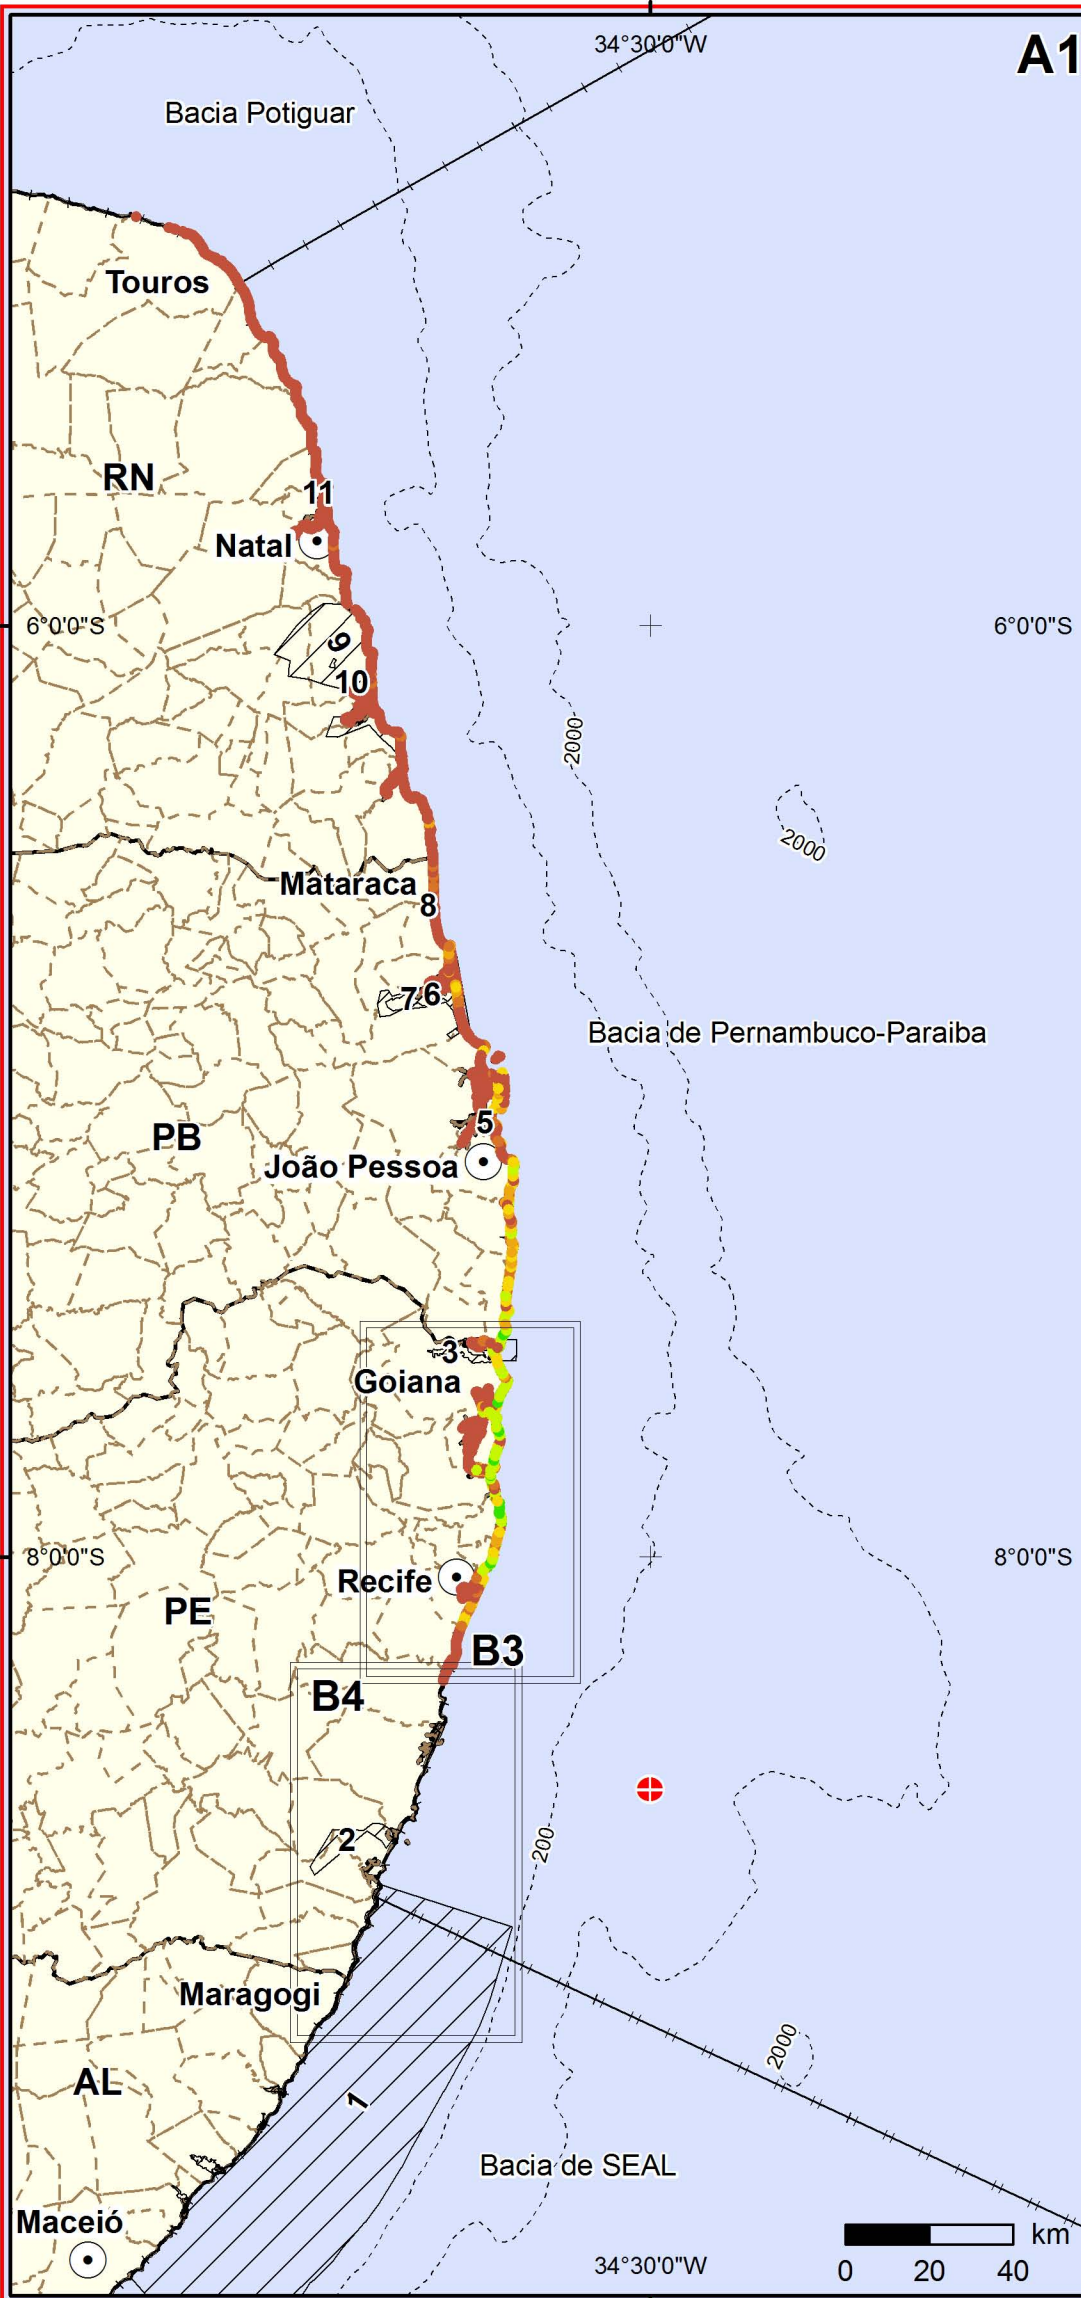 34°30'0"W
A1
Bacia Potiguar
Touros
RN
11
Natal
6°0'0"S
6°0'0"S
9
10
2000
2000
Mataraca
8
7
6
Bacia de Pernambuco-Paraiba
5
PB
João Pessoa
3
Goiana
8°0'0"S
8°0'0"S
Recife
PE
B3
B4
2
200
Maragogi
2000
AL
1
Bacia de SEAL
Maceió
km
34°30'0"W
0 20 40